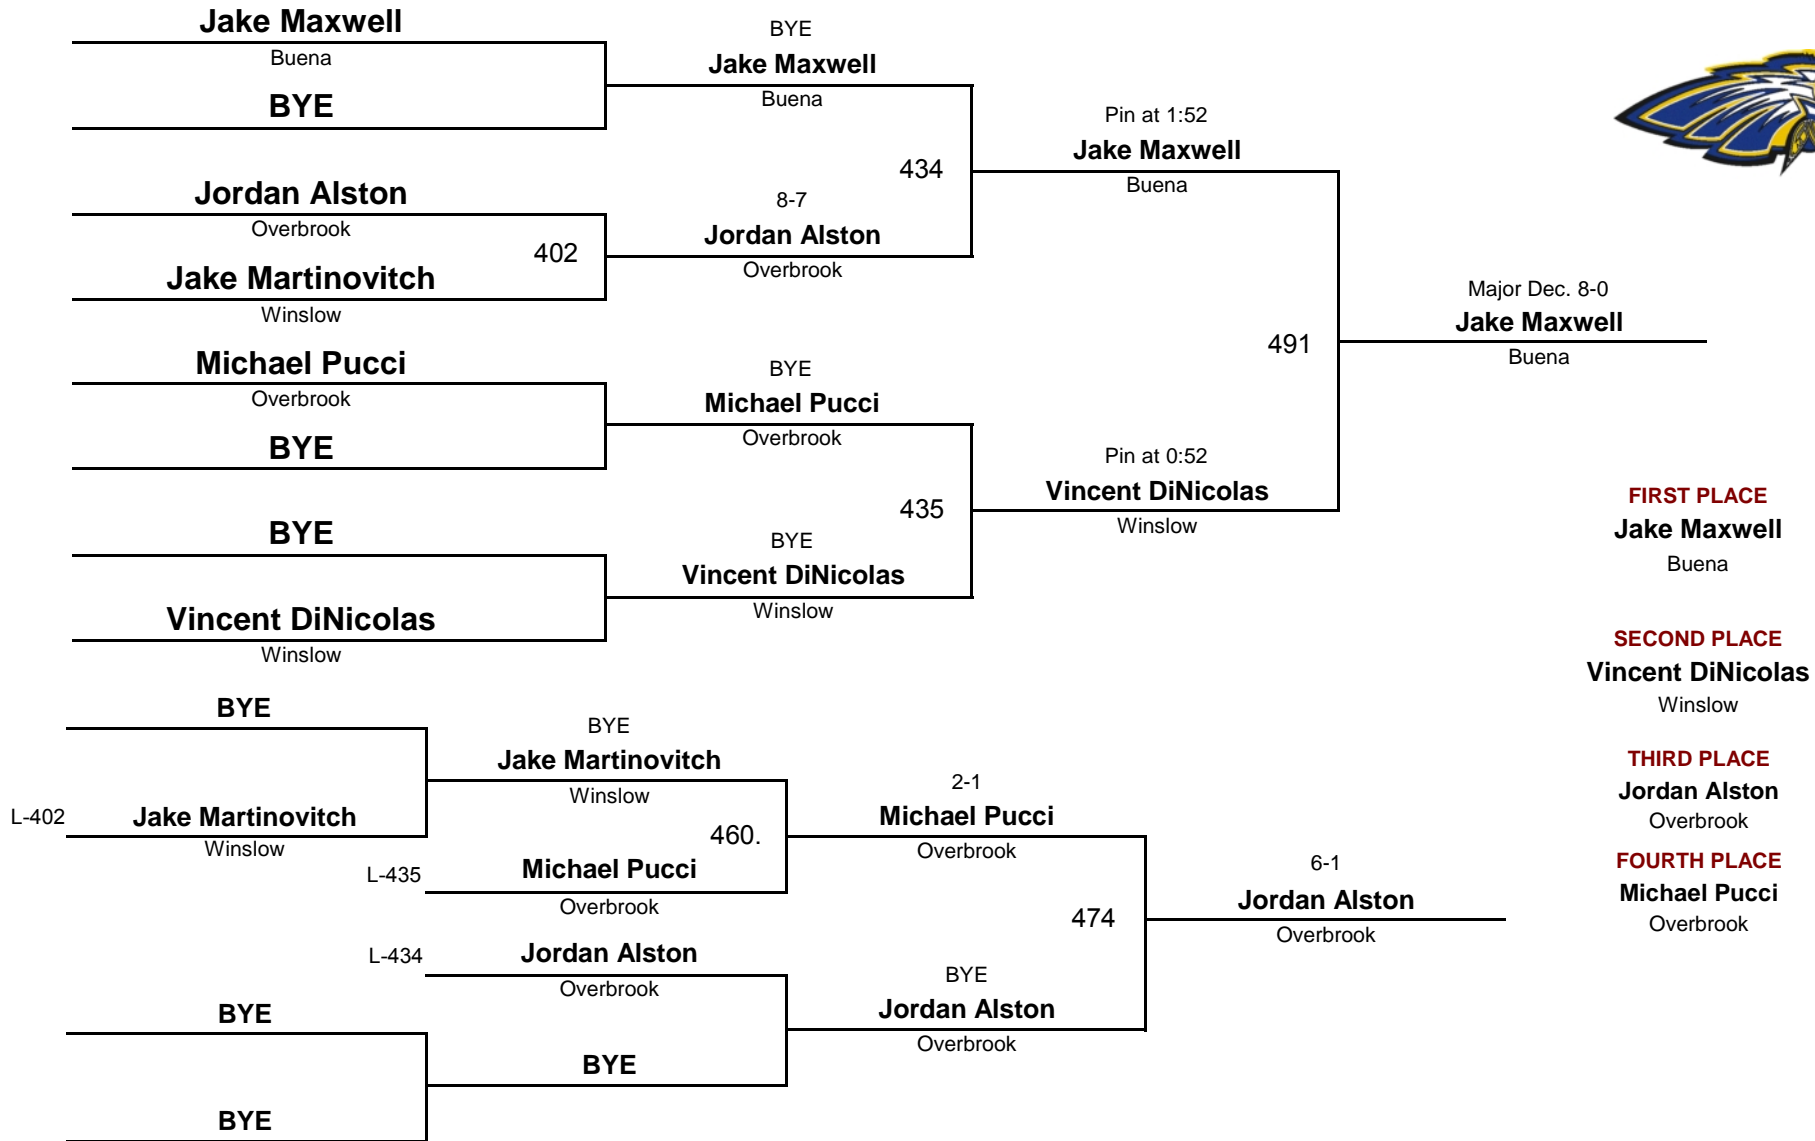 Jake Maxwell
Buena
BYE
Jordan Alston
Overbrook
402
Jake Martinovitch
Winslow
Michael Pucci
Overbrook
BYE
BYE
Vincent DiNicolas
Winslow
BYE
Jake Maxwell
Buena
434
8-7
Jordan Alston
Overbrook
BYE
Michael Pucci
Overbrook
435
BYE
Vincent DiNicolas
Winslow
Pin at 1:52
Jake Maxwell
Buena
491
Pin at 0:52
Vincent DiNicolas
Winslow
Major Dec. 8-0
Jake Maxwell
Buena
FIRST PLACE
Jake Maxwell
Buena
SECOND PLACE
Vincent DiNicolas
Winslow
THIRD PLACE
Jordan Alston
Overbrook
FOURTH PLACE
Michael Pucci
Overbrook
BYE
L-402
Jake Martinovitch
Winslow
BYE
Jake Martinovitch
Winslow
460.
L-435
Michael Pucci
Overbrook
L-434
Jordan Alston
Overbrook
BYE
BYE
BYE
2-1
Michael Pucci
Overbrook
474
BYE
Jordan Alston
Overbrook
6-1
Jordan Alston
Overbrook